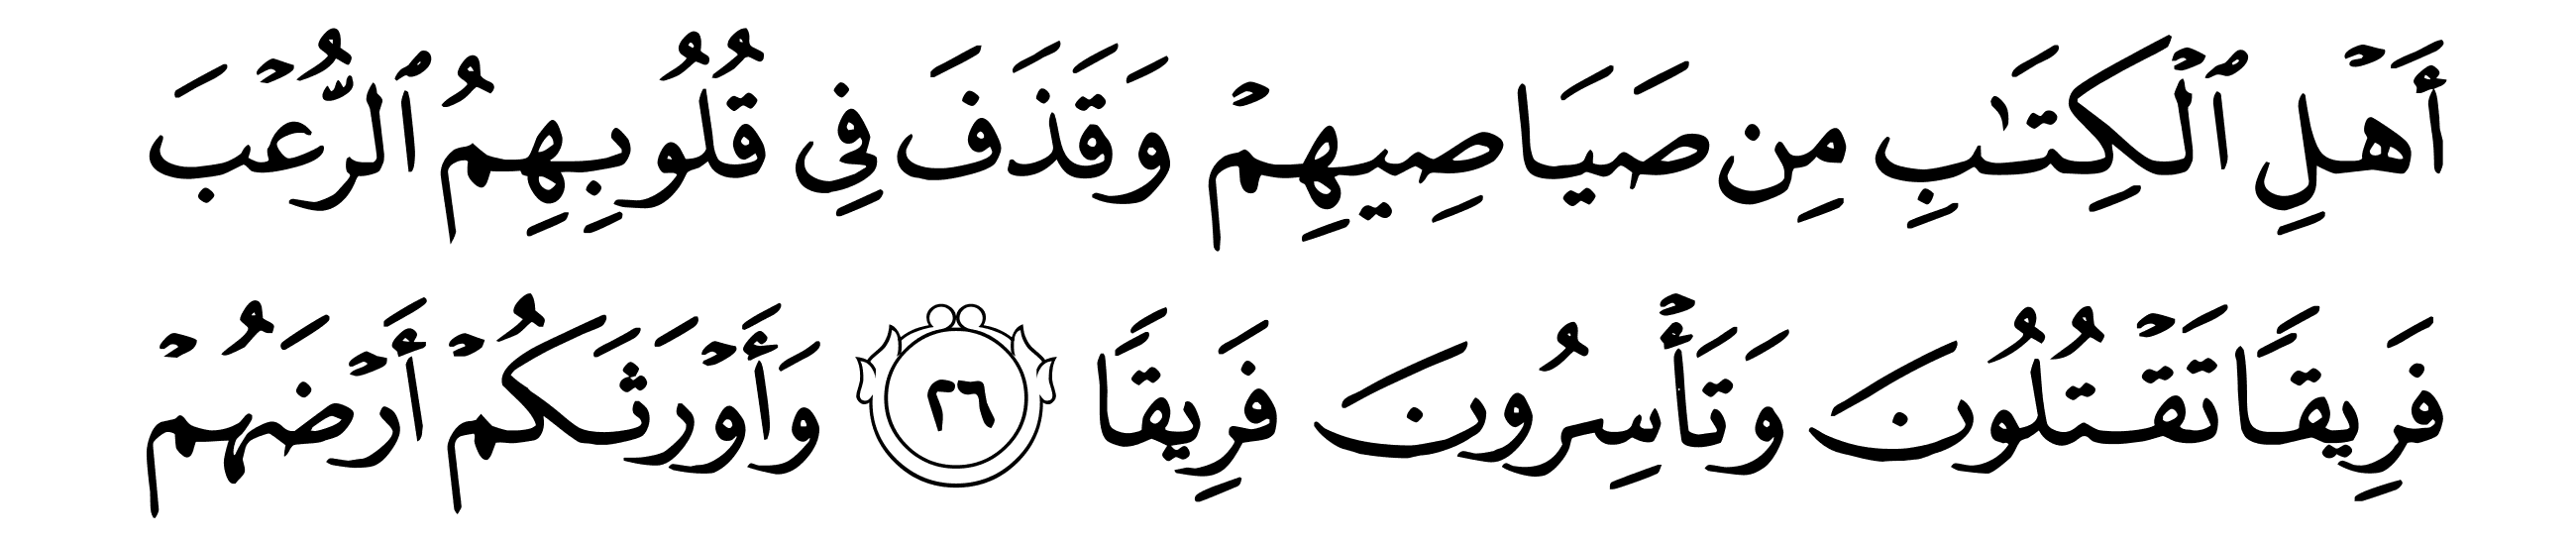 أَهْلِ ٱلْكِتَـٰبِ مِن صَيَاصِيهِمْ وَقَذَفَ فِى قُلُوبِهِمُ ٱلرُّعْبَ
فَرِيقًا تَقْتُلُونَ وَتَأْسِرُونَ فَرِيقًا ٢٦ وَأَوْرَثَكُمْ أَرْضَهُمْ